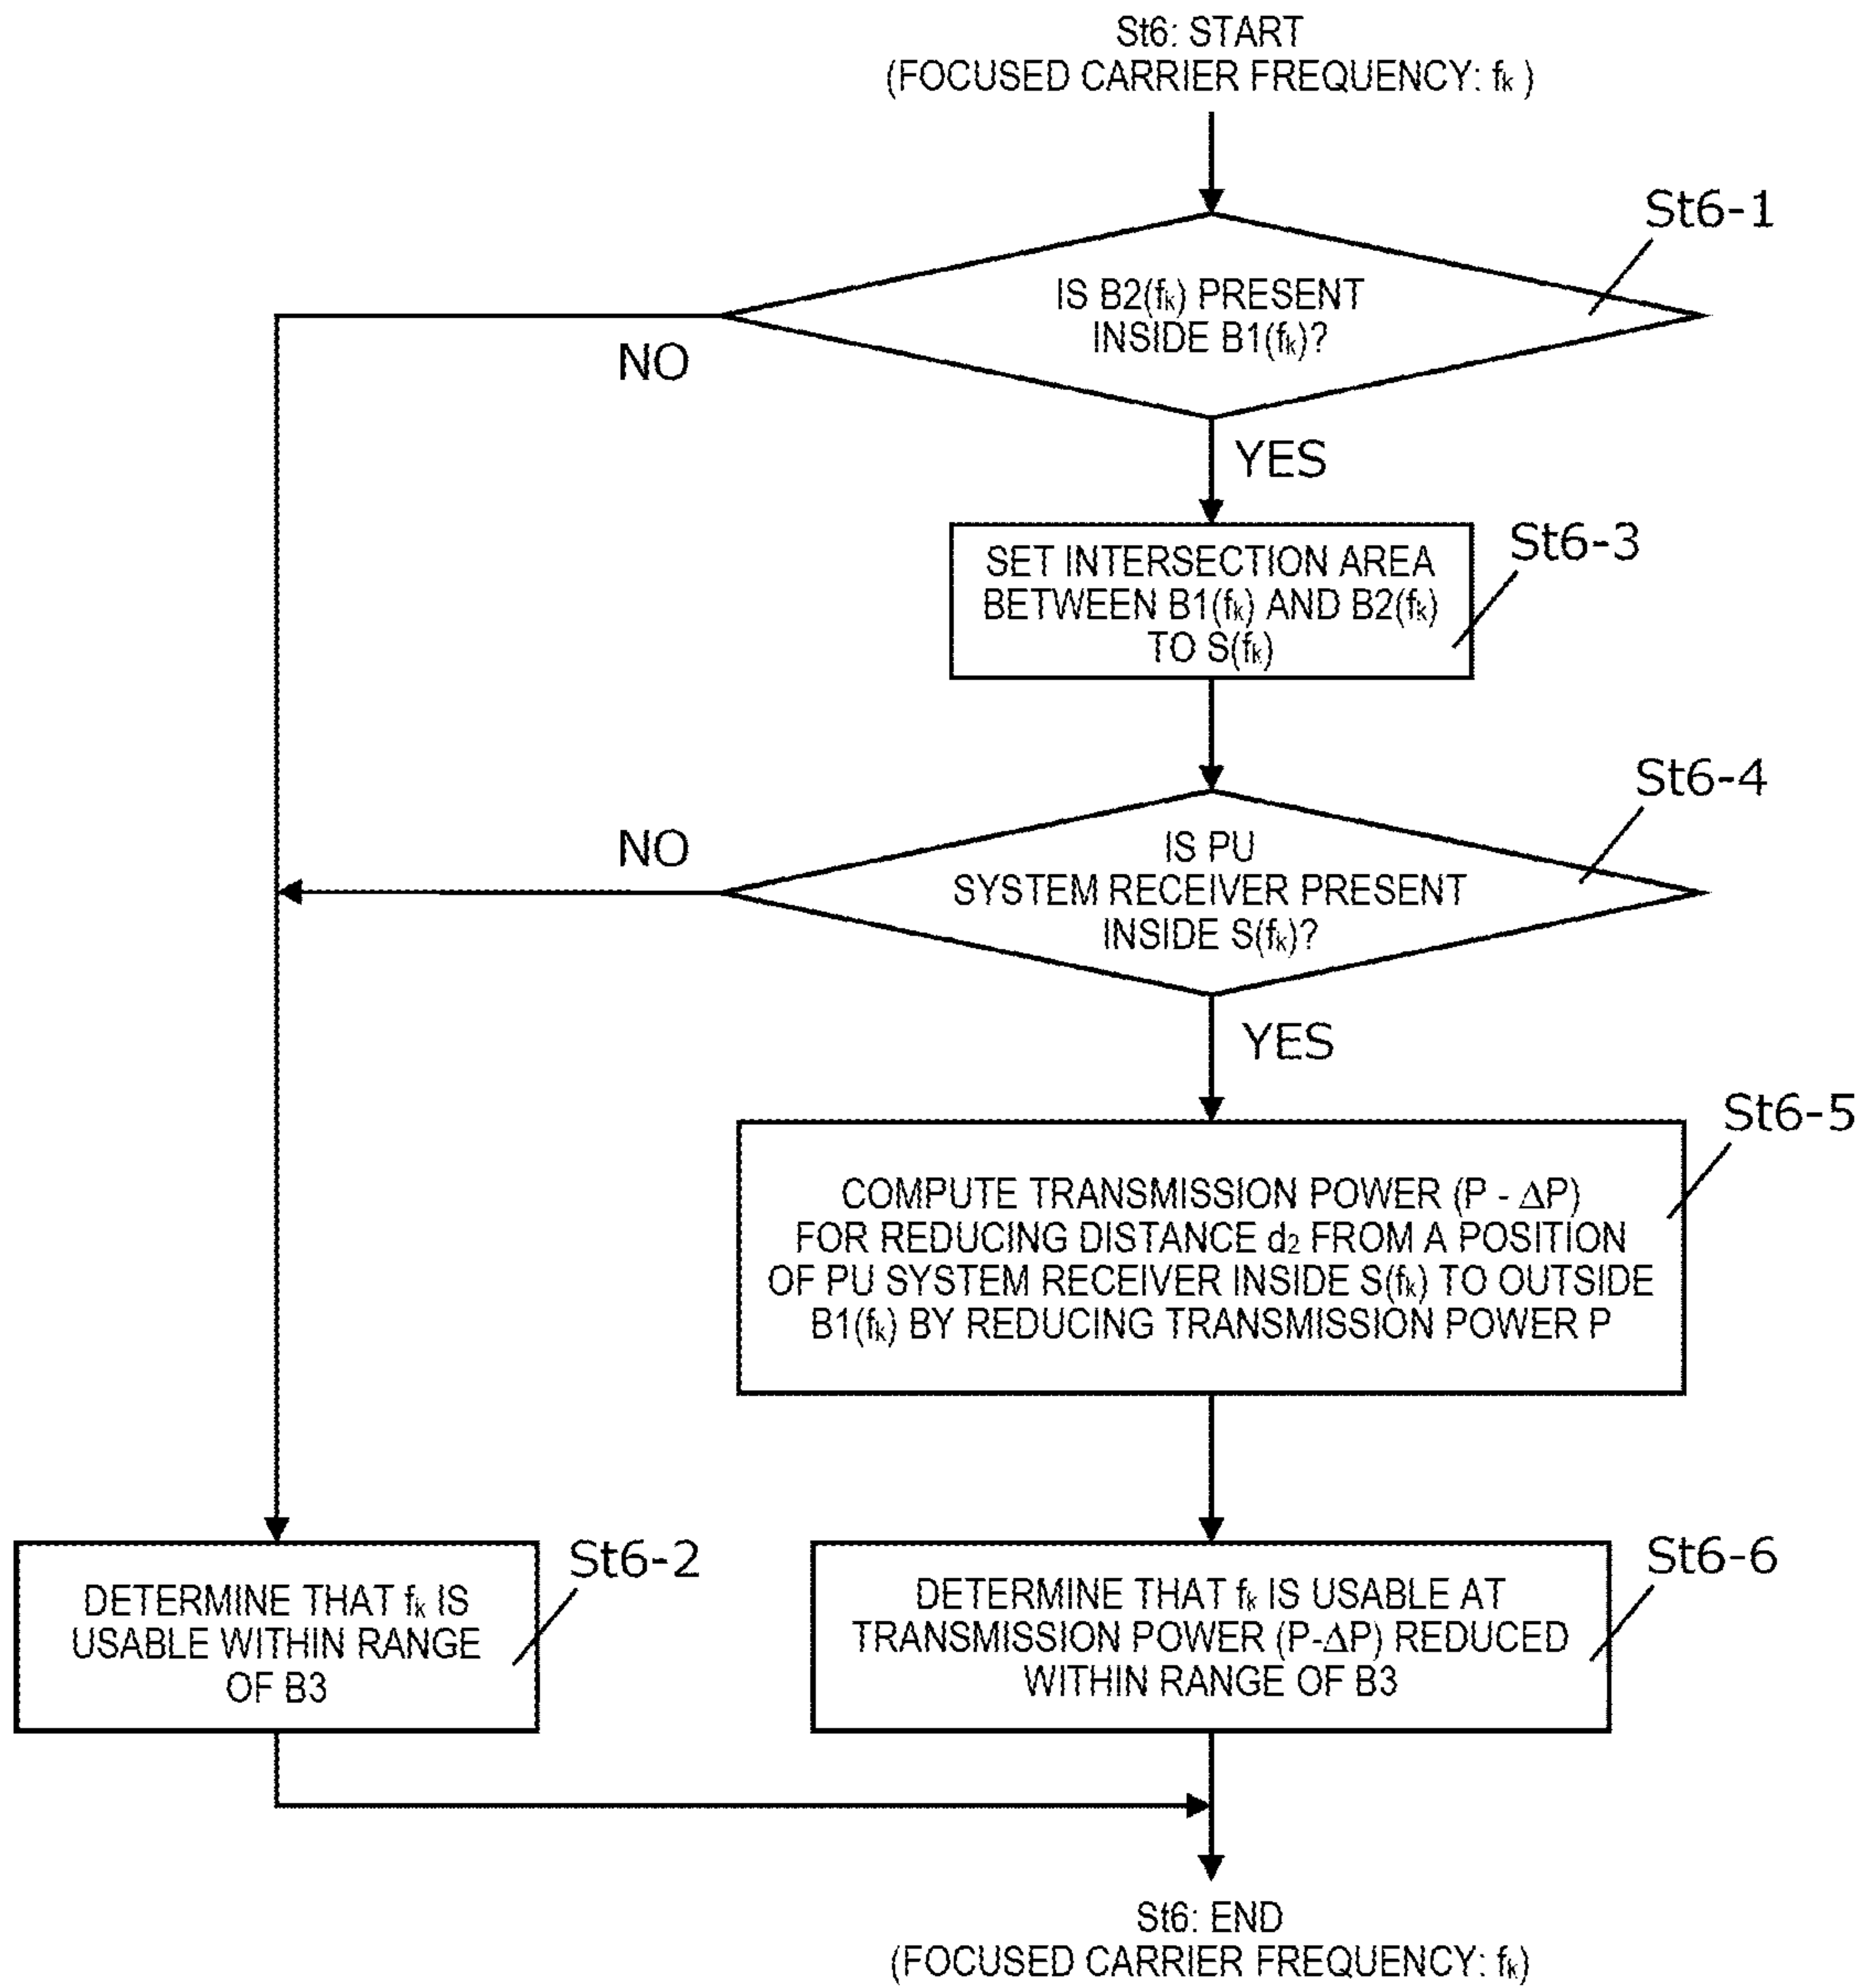 St6: START
(FOCUSED CARRIER FREQUENCY: fk )
St6-1
IS B2(fk) PRESENT
INSIDE B1(fk)?
NO
YES
St6-3
SET INTERSECTION AREA
BETWEEN B1(fk) AND B2(fk)
TO S(fk)
St6-4
NO
IS PU
SYSTEM RECEIVER PRESENT
INSIDE S(fk)?
YES
St6-5
COMPUTE TRANSMISSION POWER (P - ΔP)
FOR REDUCING DISTANCE d2 FROM A POSITION
OF PU SYSTEM RECEIVER INSIDE S(fk) TO OUTSIDE
B1(fk) BY REDUCING TRANSMISSION POWER P
St6-2
DETERMINE THAT fk IS
USABLE WITHIN RANGE
OF B3
St6-6
DETERMINE THAT fk IS USABLE AT
TRANSMISSION POWER (P-ΔP) REDUCED
WITHIN RANGE OF B3
St6: END
(FOCUSED CARRIER FREQUENCY: fk)